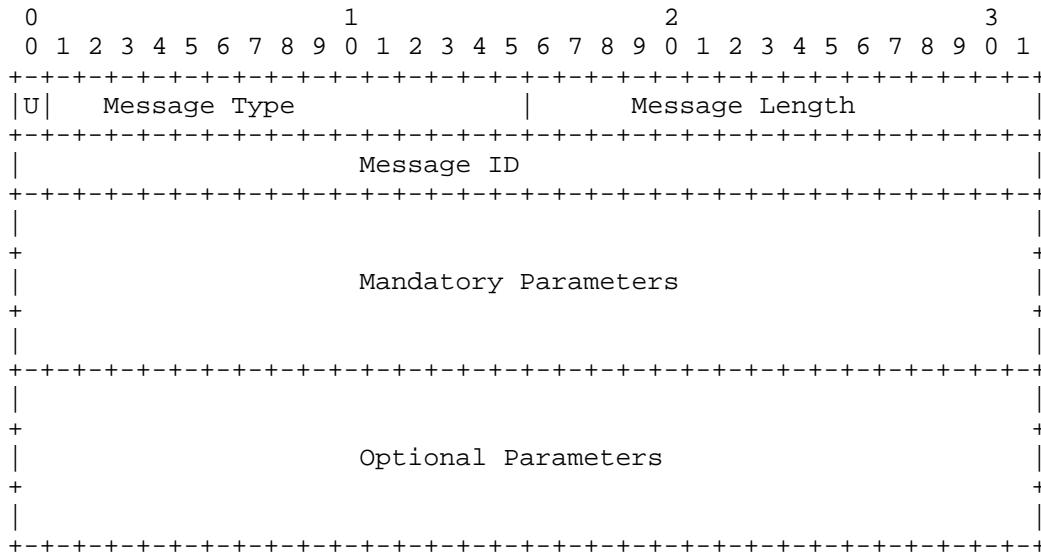 0                   1                   2                   3
 0 1 2 3 4 5 6 7 8 9 0 1 2 3 4 5 6 7 8 9 0 1 2 3 4 5 6 7 8 9 0 1
+-+-+-+-+-+-+-+-+-+-+-+-+-+-+-+-+-+-+-+-+-+-+-+-+-+-+-+-+-+-+-+-+
|U|   Message Type              |      Message Length           |
+-+-+-+-+-+-+-+-+-+-+-+-+-+-+-+-+-+-+-+-+-+-+-+-+-+-+-+-+-+-+-+-+
|                     Message ID                                |
+-+-+-+-+-+-+-+-+-+-+-+-+-+-+-+-+-+-+-+-+-+-+-+-+-+-+-+-+-+-+-+-+
|                                                               |
+                                                               +
|                     Mandatory Parameters                      |
+                                                               +
|                                                               |
+-+-+-+-+-+-+-+-+-+-+-+-+-+-+-+-+-+-+-+-+-+-+-+-+-+-+-+-+-+-+-+-+
|                                                               |
+                                                               +
|                     Optional Parameters                       |
+                                                               +
|                                                               |
+-+-+-+-+-+-+-+-+-+-+-+-+-+-+-+-+-+-+-+-+-+-+-+-+-+-+-+-+-+-+-+-+